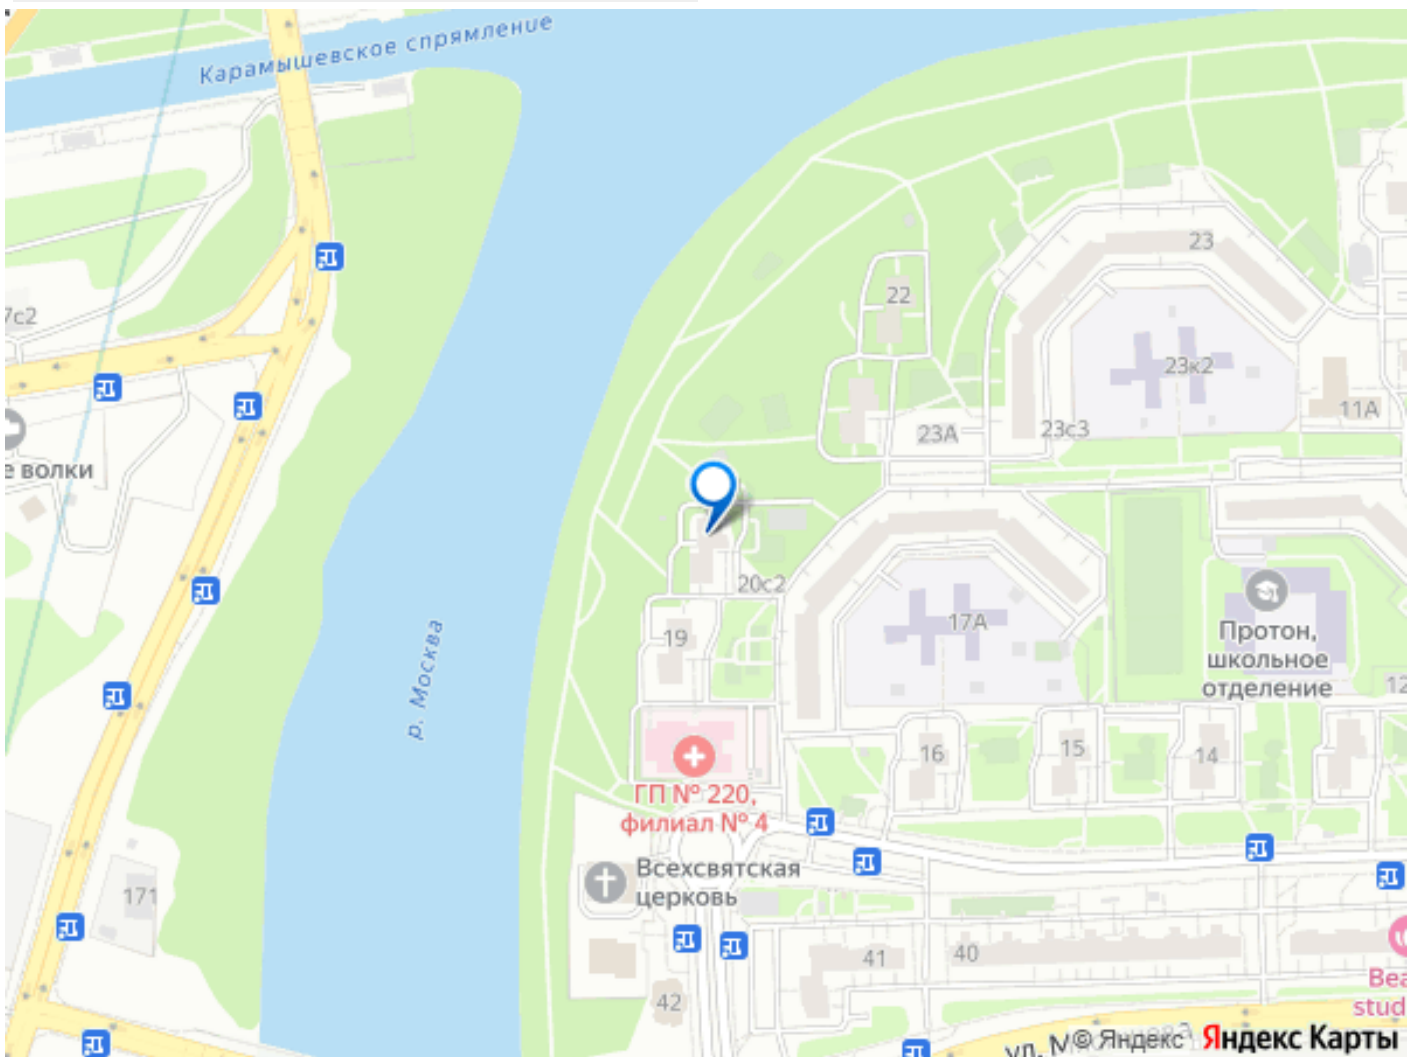 Карамышевское спрямление
23
22
7с2
23к2
11А
23А
23с3
е волки
20с2
17А
19
р. Москва
Протон,
школьное
отделение
12
16
15
14
ГП № 220,
филиал № 4
Всехсвятская
церковь
171
41
40
42
Bea
stud
ул. М
© Яндекс Яндекс Карты